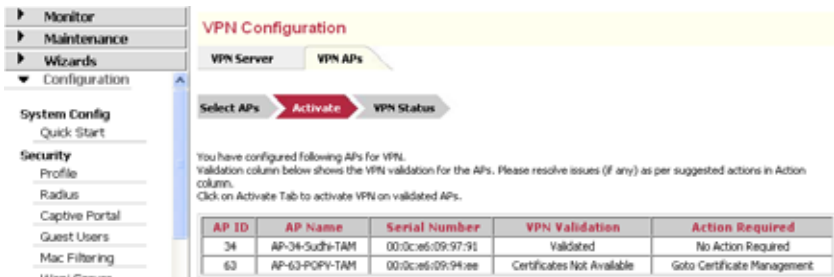 Monitor
Maintenance
Wizards
Configuration
System Config
Quick Start
Security
Profile
Radius
Captive Portal
Guest Users
Mac Filtering
VPN Configuration
VPN Server VPN APs
Select APs Activate VPN Status
You have configured following APs for VPN.
Validation column below shows the VPN validation for the APs. Please resolve issues (if any) as per suggested actions in Action
column.
Click on Activate Tab to activate VPN on validated APs.
AP ID AP Name Serial Number VPN Validation Action Required
34 AP-34-Sudhi-TAM 00:0c:e6:09:97:91 Validated No Action Required
63 AP-63-POPY-TAM 00:0c:e6:09:94:ee Certificates Not Available Goto Certificate Management